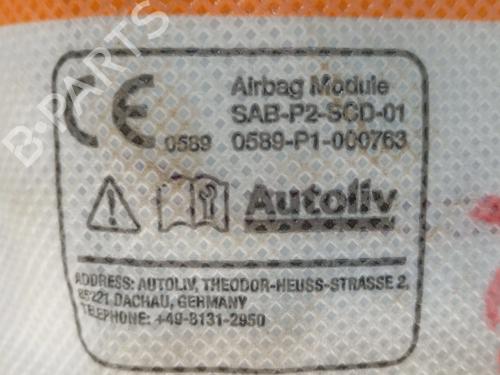 B-PARTS
CE 0589
Airbag Module
SAB-P2-SCD-01
0589-P1-000763
Autoliv
ADDRESS: AUTOLIV, THEODOR-HEUSS-STRASSE 2,
85221 DACHAU, GERMANY
TELEPHONE: +49-8131-2950